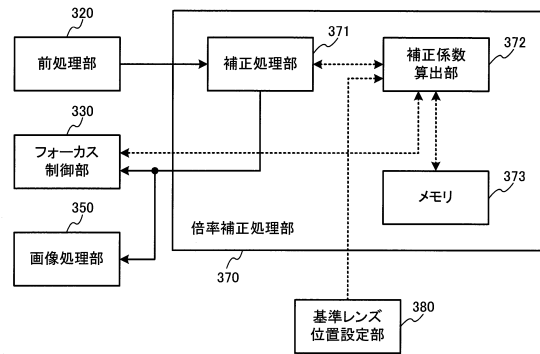 320
前処理部
371
補正処理部
補正係数
算出部
372
330
フォーカス
制御部
メモリ
373
350
画像処理部
倍率補正処理部
370
基準レンズ
位置設定部
380